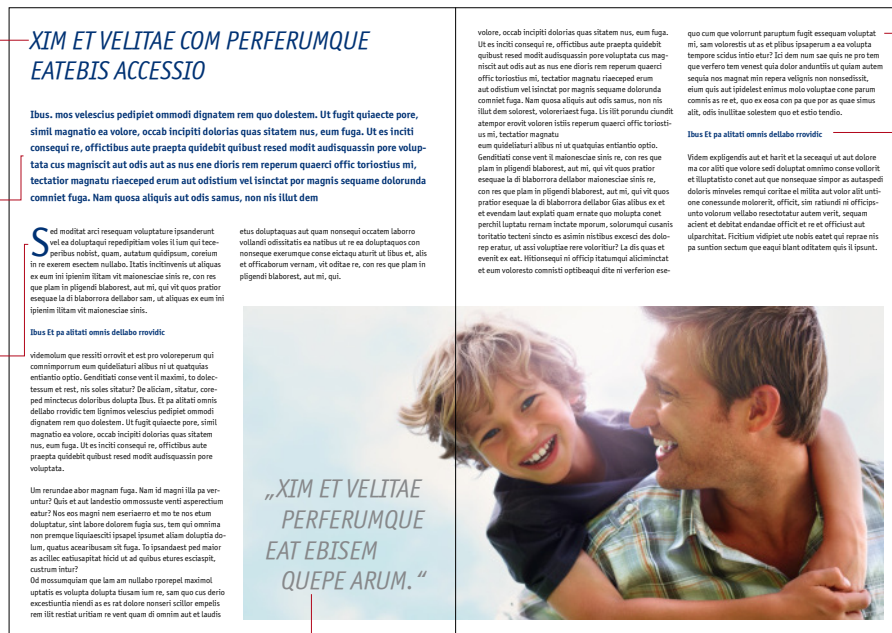 XIM ET VELITAE COM PERFERUMQUE
EATEBIS ACCESSIO
Ibus. mos velescius pedipiet ommodi dignatem rem quo dolestem. Ut fugit quiaecte pore,
simil magnatio ea volore, occab incipiti dolorias quas sitatem nus, eum fuga. Ut es inciti
consequi re, offictibus aute praepta quidebit quibust resed modit audisquassin pore volup-
tata cus magniscit aut odis aut as nus ene dioris rem reperum quaerci offic toriostius mi,
tectatior magnatu riaeceped erum aut odistium vel isinctat por magnis sequame dolorunda
comniet fuga. Nam quosa aliquis aut odis samus, non nis illut dem
Sed moditat arci resequam voluptature ipsanderunt
vel ea doluptaqui repedipitiam voles il ium qui tece-
peribus nobist, quam, autatum quidipsum, coreium
in re exerem esectem nullabo. Itatis incitinvenis ut aliquas
ex eum ini ipienim ilitam vit maionesciae sinis re, con res
que plam in pligendi blaborest, aut mi, qui vit quos pratior
esequae la di blaborrora dellabor sam, ut aliquas ex eum ini
ipienim ilitam vit maionesciae sinis.
Ibus Et pa alitati omnis dellabo rrovidic
videmolum que ressiti orrovit et est pro voloreperum qui
comnimporrum eum quideliaturi alibus ni ut quatquias
entiantio optio. Genditiati conse vent il maximi, to dolec-
tessum et rest, nis soles sitatur? De aliciam, sitatur, core-
ped minctecus doloribus dolupta Ibus. Et pa alitati omnis
dellabo rrovidic tem lignimos velescius pedipiet ommodi
dignatem rem quo dolestem. Ut fugit quiaecte pore, simil
magnatio ea volore, occab incipiti dolorias quas sitatem
nus, eum fuga. Ut es inciti consequi re, offictibus aute
praepta quidebit quibust resed modit audisquassin pore
voluptata.
Um rerundae abor magnam fuga. Nam id magni illa pa ver-
untur? Quis et aut landestio ommossuste venti asperectium
eatur? Nos eos magni nem eseriaerro et mo te nos etum
doluptatur, sint labore dolorem fugia sus, tem qui omnima
non premque liquiaesciti ipsapel ipsumet aliam doluptia do-
lum, quatus acearibusam sit fuga. To ipsandaest ped maior
as acillec eatiusapitat hicid ut ad quibus etures esciaspit,
custrum intur?
Od mossumquiam que lam am nullabo rporepel maximol
uptatis es volupta dolupta tiusam ium re, sam quo cus derio
excestiuntia niendi as es rat dolore nonseri scillor empelis
rem ilit restiat uritiam re vent quam di omnim aut et laudis
etus doluptaquas aut quam nonsequi occatem laborro
vollandi odissitatis ea natibus ut re ea doluptaquos con
nonseque exerumque conse eictaqu aturit ut libus et, alis
et officaborum vernam, vit oditae re, con res que plam in
pligendi blaborest, aut mi, qui.
„XIM ET VELITAE
PERFERUMQUE
EAT EBISEM
QUEPE ARUM.“
volore, occab incipiti dolorias quas sitatem nus, eum fuga.
Ut es inciti consequi re, offictibus aute praepta quidebit
quibust resed modit audisquassin pore voluptata cus mag-
niscit aut odis aut as nus ene dioris rem reperum quaerci
offic toriostius mi, tectatior magnatu riaeceped erum
aut odistium vel isinctat por magnis sequame dolorunda
comniet fuga. Nam quosa aliquis aut odis samus, non nis
illut dem solorest, voloreriaest fuga. Lis ilit porundu ciundit
atempor erovit voloren istiis reperum quaerci offic toriosti-
us mi, tectatior magnatu
eum quideliaturi alibus ni ut quatquias entiantio optio.
Genditiati conse vent il maionesciae sinis re, con res que
plam in pligendi blaborest, aut mi, qui vit quos pratior
esequae la di blaborrora dellabor maionesciae sinis re,
con res que plam in pligendi blaborest, aut mi, qui vit quos
pratior esequae la di blaborrora dellabor Gias alibus ex et
et evendam laut explati quam ernate quo molupta conet
perchil luptatu rernam inctate mporum, solorumqui cusanis
toritatio tecteni sincto es asimin nistibus excesci des dolo-
rep eratur, ut assi voluptiae rere voloritiur? La dis quas et
evenit ex eat. Hitionsequi ni officip itatumqui aliciminctat
et eum voloresto comnisti optibeaqui dite ni verferion ese-
quo cum que volorrunt paruptum fugit essequam voluptat
mi, sam volorestis ut as et plibus ipsaperum a ea volupta
tempore scidus intio etur? Ici dem num sae quis ne pro tem
que verfero tem venest quia dolor anduntiis ut quiam autem
sequia nos magnat min repera velignis non nonsedissit,
eium quis aut ipidelest enimus molo voluptae cone parum
comnis as re et, quo ex eosa con pa que por as quae simus
alit, odis inullitae solestem quo et estio tendio.
Ibus Et pa alitati omnis dellabo rrovidic
Videm expligendis aut et harit et la seceaqui ut aut dolore
ma cor aliti que volore sedi doluptat omnimo conse vollorit
et illuptatisto conet aut que nonsequae simpor as autaspedi
doloris minveles remqui coritae el milita aut volor alit unti-
one conessunde molorerit, officit, sim ratiundi ni officips-
unto volorum vellabo resectotatur autem verit, sequam
acient et debitat endandae officit et re et officiust aut
ulparchitat. Ficitium vidipiet ute nobis eatet qui reprae nis
pa suntion sectum que eaqui blant oditatem quis il ipsunt.